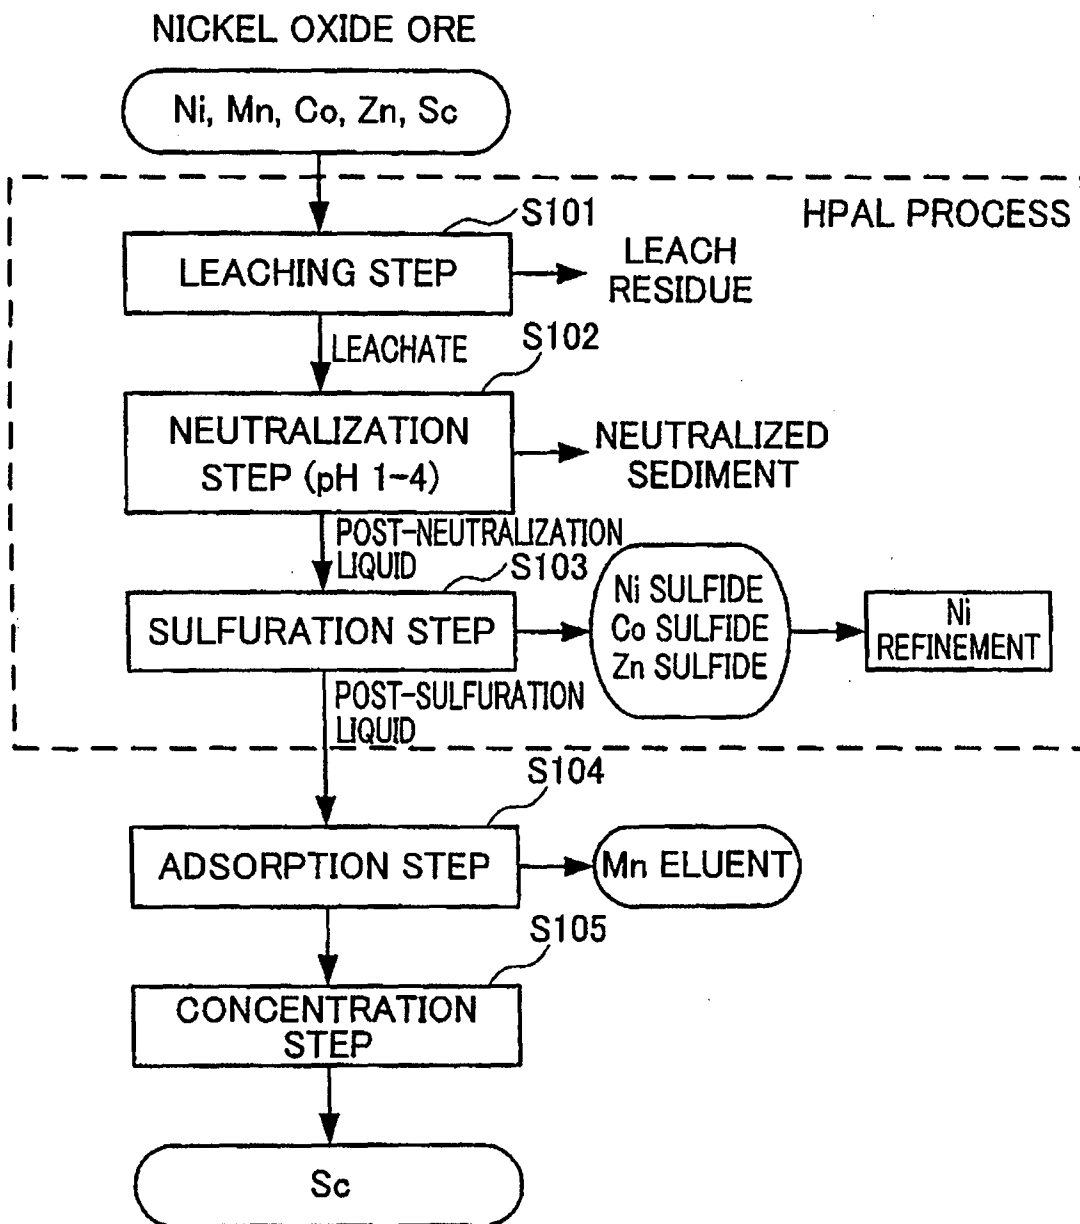 NICKEL OXIDE ORE
Ni, Mn, Co, Zn, Sc
HPAL PROCESS
S101
LEACHING STEP
LEACH
RESIDUE
LEACHATE
S102
NEUTRALIZATION
STEP (pH 1-4)
NEUTRALIZED
SEDIMENT
POST-NEUTRALIZATION
LIQUID
S103
SULFURATION STEP
Ni SULFIDE
Co SULFIDE
Zn SULFIDE
Ni
REFINEMENT
POST-SULFURATION
LIQUID
S104
ADSORPTION STEP
Mn ELUENT
S105
CONCENTRATION
STEP
Sc